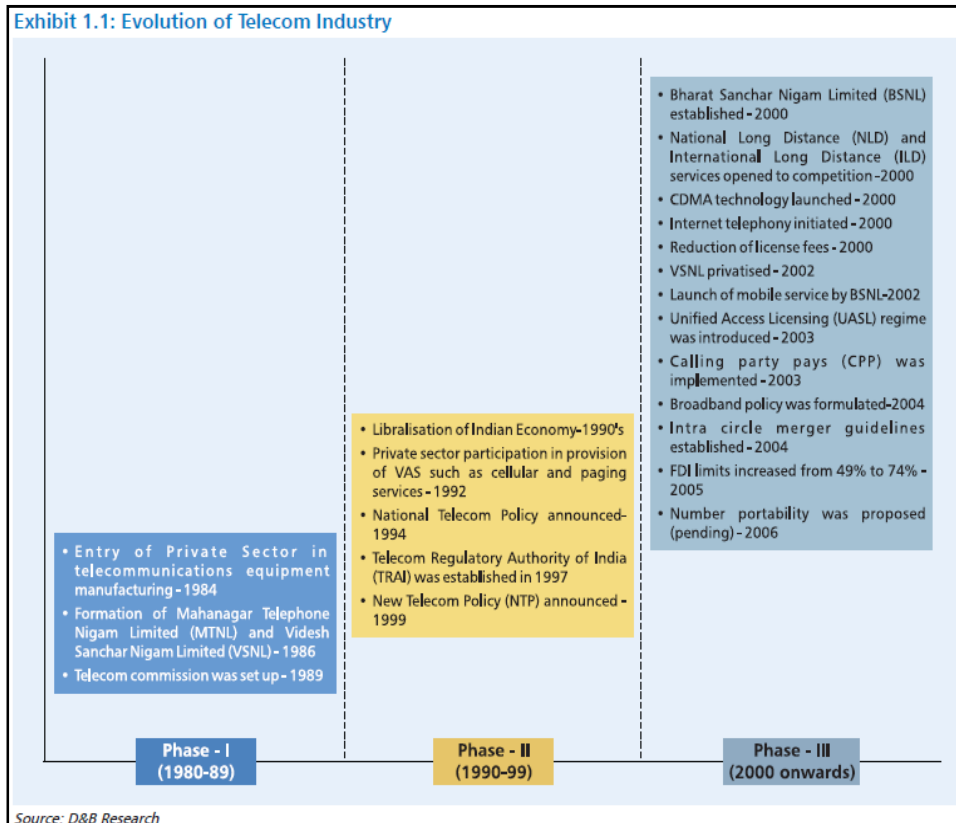 Exhibit 1.1: Evolution of Telecom Industry
• Entry of Private Sector in
telecommunications equipment
manufacturing - 1984
• Formation of Mahanagar Telephone
Nigam Limited (MTNL) and Videsh
Sanchar Nigam Limited (VSNL) - 1986
• Telecom commission was set up - 1989
• Libralisation of Indian Economy-1990's
• Private sector participation in provision
of VAS such as cellular and paging
services - 1992
• National Telecom Policy announced-
1994
• Telecom Regulatory Authority of India
(TRAI) was established in 1997
• New Telecom Policy (NTP) announced -
1999
• Bharat Sanchar Nigam Limited (BSNL)
established - 2000
• National Long Distance (NLD) and
International Long Distance (ILD)
services opened to competition -2000
• CDMA technology launched - 2000
• Internet telephony initiated - 2000
• Reduction of license fees - 2000
• VSNL privatised - 2002
• Launch of mobile service by BSNL-2002
• Unified Access Licensing (UASL) regime
was introduced - 2003
• Calling party pays (CPP) was
implemented - 2003
• Broadband policy was formulated-2004
• Intra circle merger guidelines
established - 2004
• FDI limits increased from 49% to 74% -
2005
• Number portability was proposed
(pending) - 2006
Phase - I
(1980-89)
Phase - II
(1990-99)
Phase - III
(2000 onwards)
Source: D&B Research